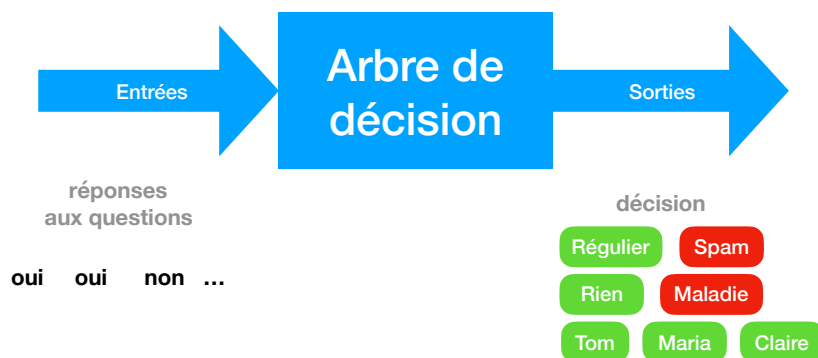 Entrées
Arbre de
décision
Sorties
réponses
aux questions
oui oui non ...
décision
Régulier Spam
Rien Maladie
Tom Maria Claire